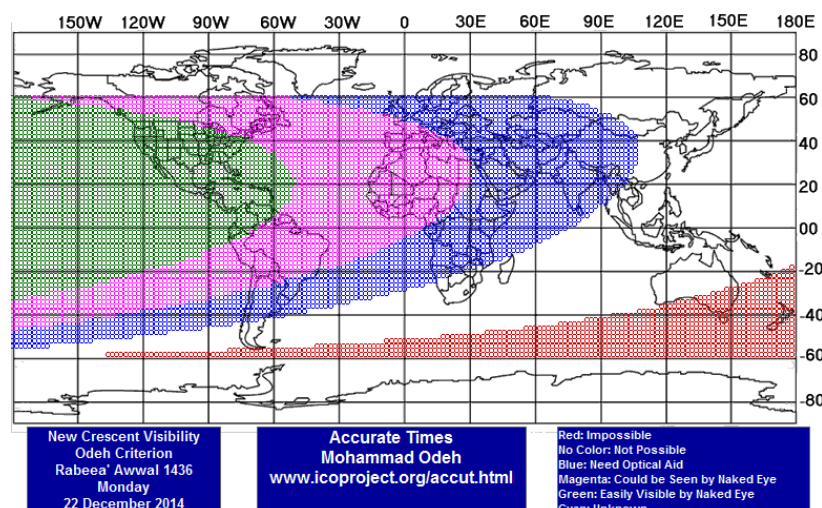 150W 120W 90W 60W 30W 0 30E 60E 90E 120E 150E 180E
80
60
40
20
00
-20
-40
-60
-80
New Crescent Visibility
Odeh Criterion
Rabeea' Awwal 1436
Monday
22 December 2014
Accurate Times
Mohammad Odeh
www.icoproject.org/accut.html
Red: Impossible
No Color: Not Possible
Blue: Need Optical Aid
Magenta: Could be Seen by Naked Eye
Green: Easily Visible by Naked Eye